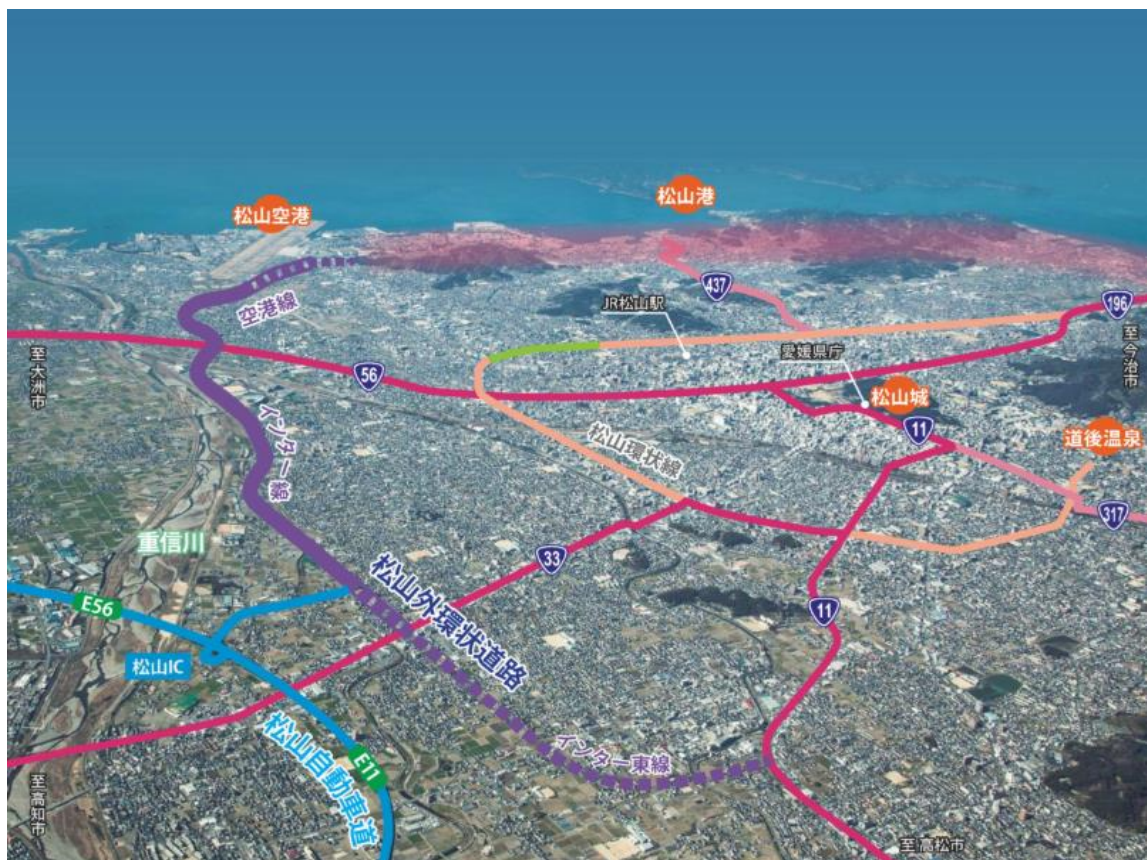 松山空港
松山港
空港線
437
JR松山駅
196
至今治市
至大洲市
56
愛媛県庁
松山城
11
道後温泉
松山環状線
インター線
317
重信川
33
松山外環状道路
E56
11
松山IC
インター東線
松山自動車道
E11
至高知市
至高松市